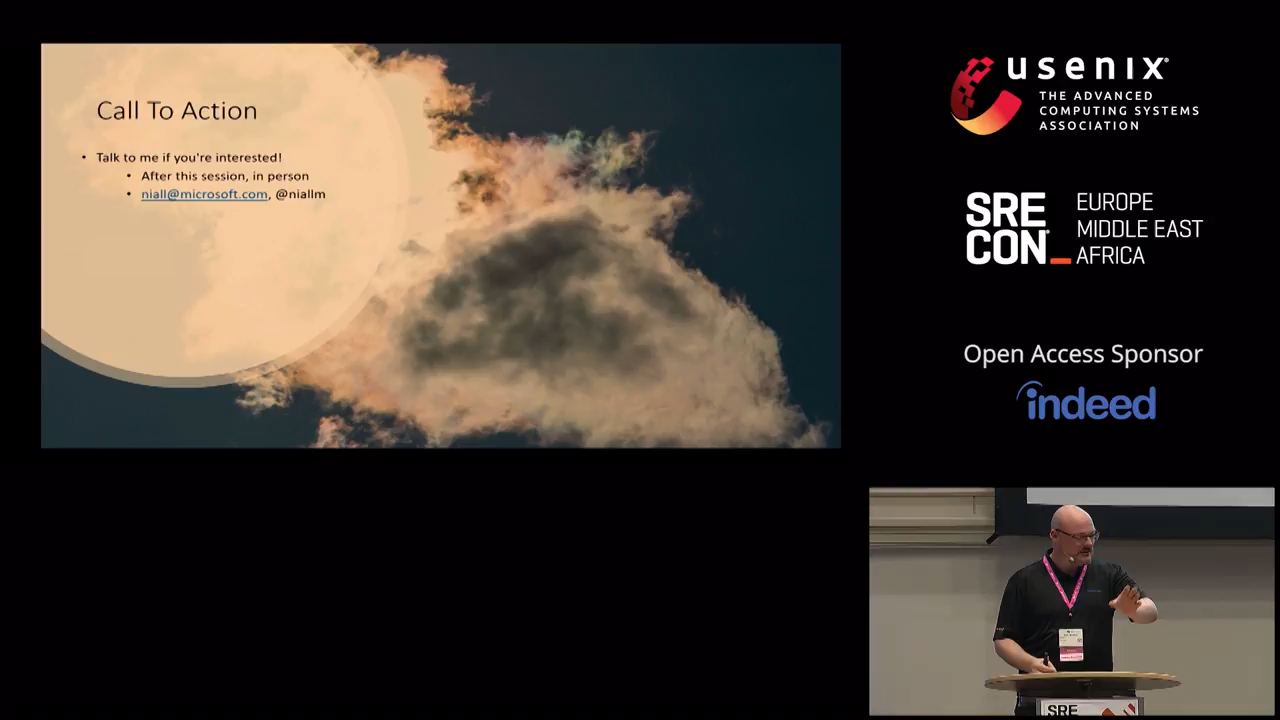 Call To Action
• Talk to me if you're interested!
• After this session, in person
• niall@microsoft.com, @niallm
usenix
THE ADVANCED
COMPUTING SYSTEMS
ASSOCIATION
SRE
CON
EUROPE
MIDDLE EAST
AFRICA
Open Access Sponsor
indeed
SRE